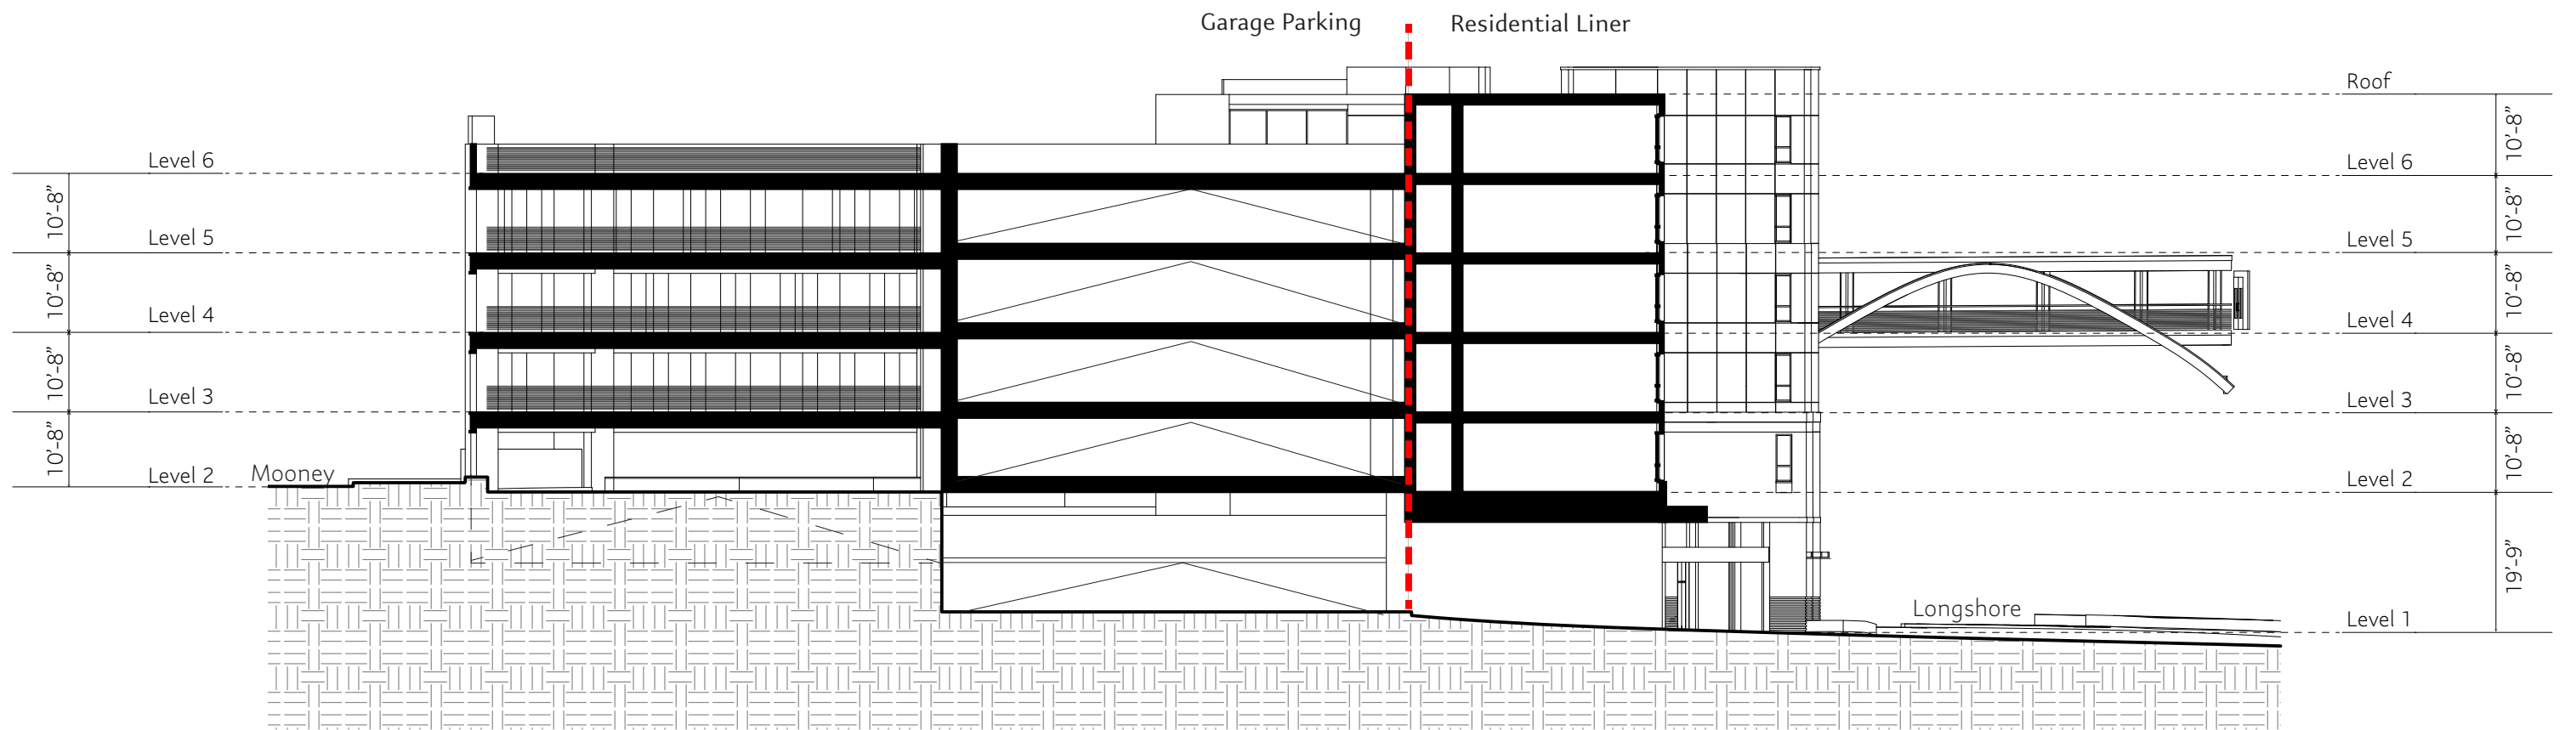 Garage Parking
Residential Liner
Roof
10’-8”
Level 6
10’-8”
Level 5
10’-8”
Level 4
10’-8”
Level 3
10’-8”
Level 2
Mooney
Level 6
10’-8”
Level 5
10’-8”
Level 4
10’-8”
Level 3
10’-8”
Level 2
19’-9”
Longshore
Level 1